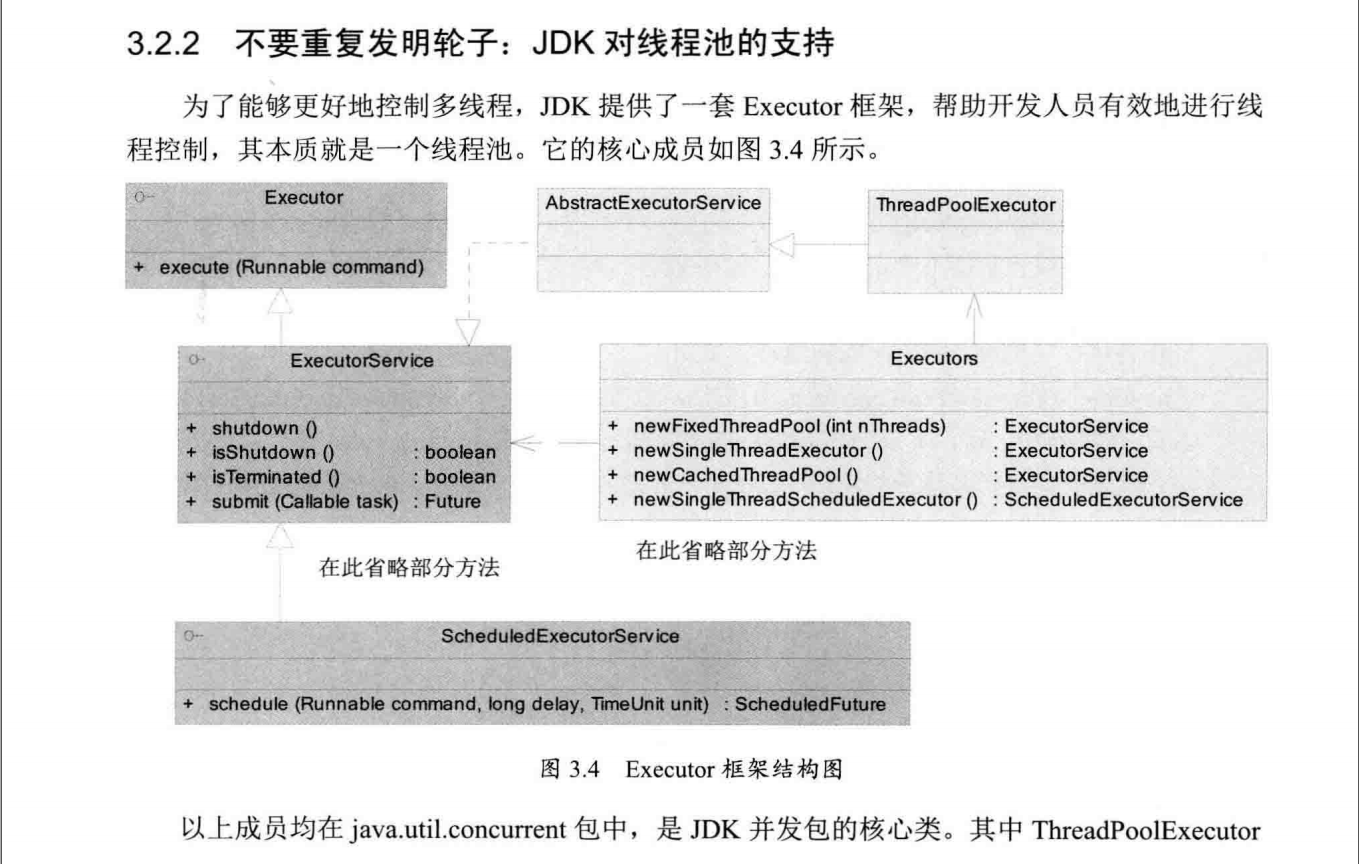 3.2.2 不要重复发明轮子：JDK 对线程池的支持
为了能够更好地控制多线程，JDK 提供了一套 Executor 框架，帮助开发人员有效地进行线
程控制，其本质就是一个线程池。它的核心成员如图 3.4 所示。
Executor
+ execute (Runnable command)
AbstractExecutorService
ThreadPoolExecutor
ExecutorService
+ shutdown ()
+ isShutdown () : boolean
+ isTerminated () : boolean
+ submit (Callable task) : Future
Executors
+ newFixedThreadPool (int nThreads) : ExecutorService
+ newSingleThreadExecutor () : ExecutorService
+ newCachedThreadPool () : ExecutorService
+ newSingleThreadScheduledExecutor () : ScheduledExecutorService
在此省略部分方法
在此省略部分方法
ScheduledExecutorService
+ schedule (Runnable command, long delay, TimeUnit unit) : ScheduledFuture
图 3.4 Executor 框架结构图
以上成员均在 java.util.concurrent 包中，是 JDK 并发包的核心类。其中 ThreadPoolExecutor